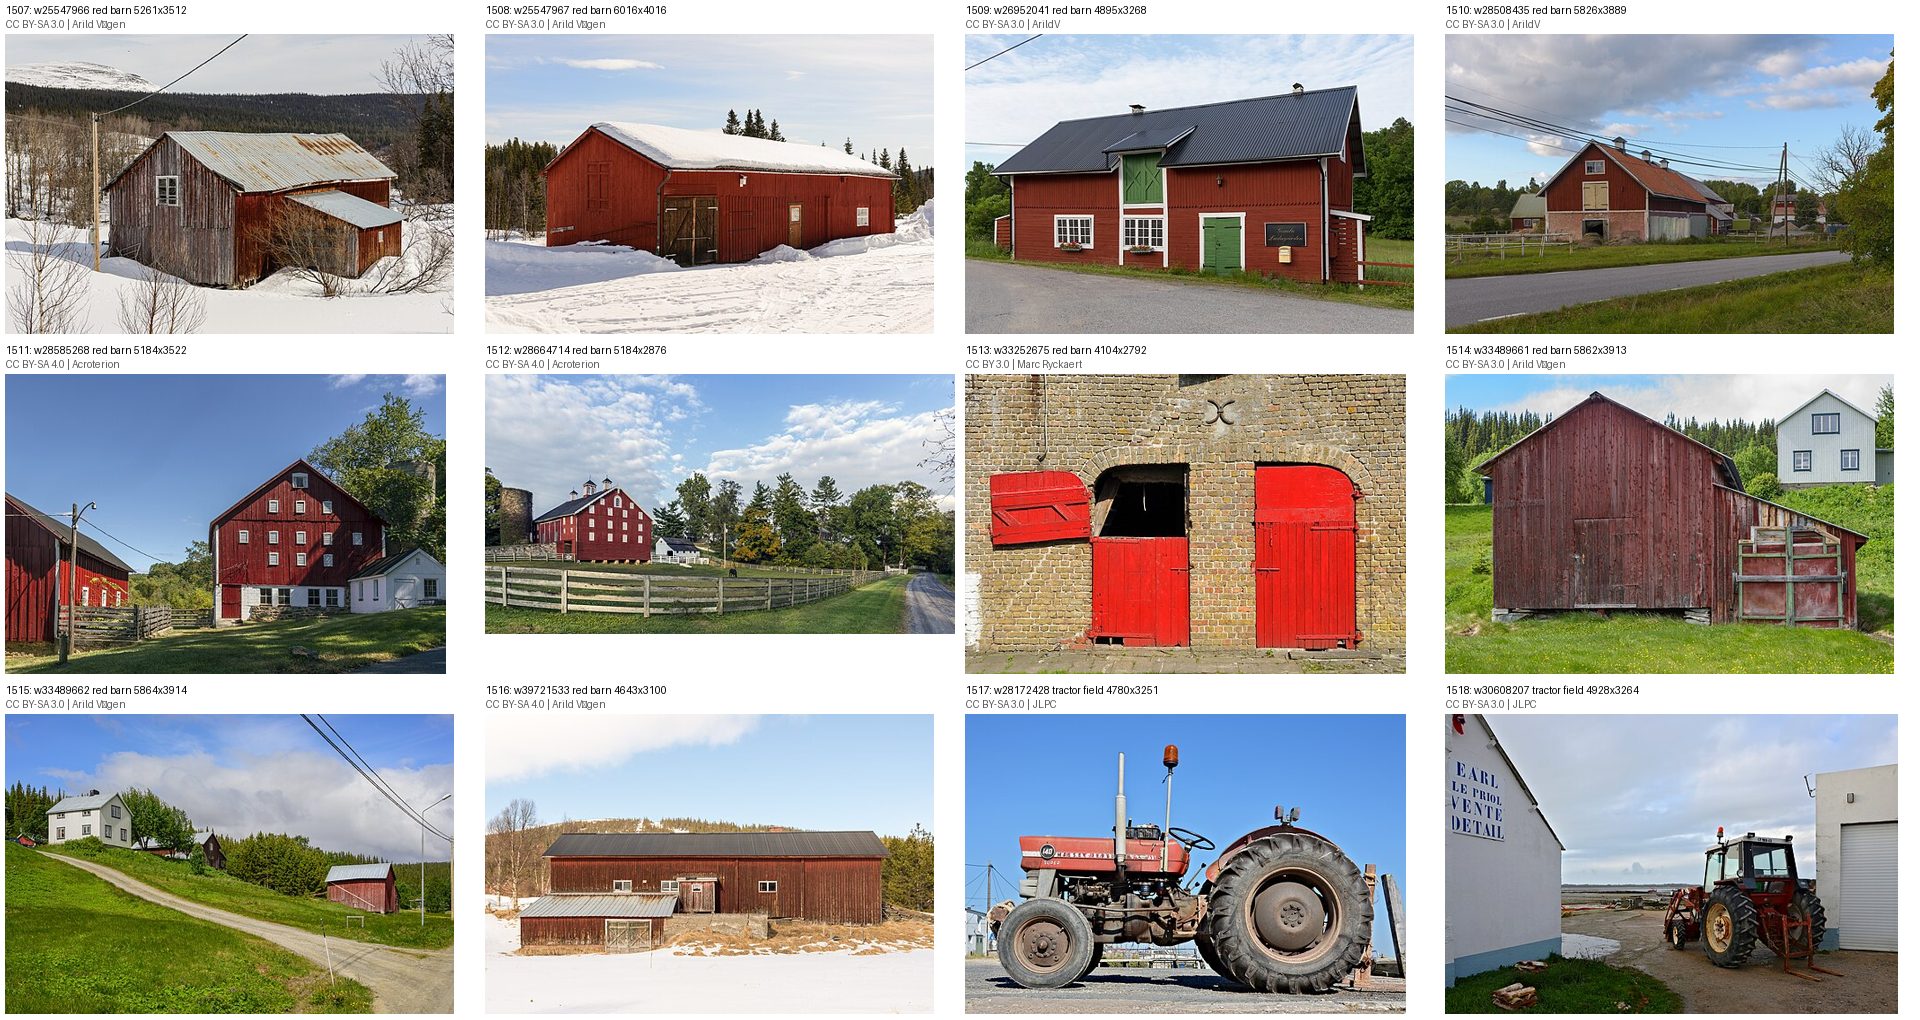 1507: w25547966 red barn 5261x3512
CC BY-SA 3.0 | Arild V▯gen
1508: w25547967 red barn 6016x4016
CC BY-SA 3.0 | Arild V▯gen
1509: w26952041 red barn 4895x3268
CC BY-SA 3.0 | ArildV
1510: w28508435 red barn 5826x3889
CC BY-SA 3.0 | ArildV
1511: w28585268 red barn 5184x3522
CC BY-SA 4.0 | Acroterion
1512: w28664714 red barn 5184x2876
CC BY-SA 4.0 | Acroterion
1513: w33252675 red barn 4104x2792
CC BY 3.0 | Marc Ryckaert
1514: w33489661 red barn 5862x3913
CC BY-SA 3.0 | Arild V▯gen
1515: w33489662 red barn 5864x3914
CC BY-SA 3.0 | Arild V▯gen
1516: w39721533 red barn 4643x3100
CC BY-SA 4.0 | Arild V▯gen
1517: w28172428 tractor field 4780x3251
CC BY-SA 3.0 | JLPC
140
1518: w30608207 tractor field 4928x3264
CC BY-SA 3.0 | JLPC
EARL
LE PRIOL
VENTE
DETAIL